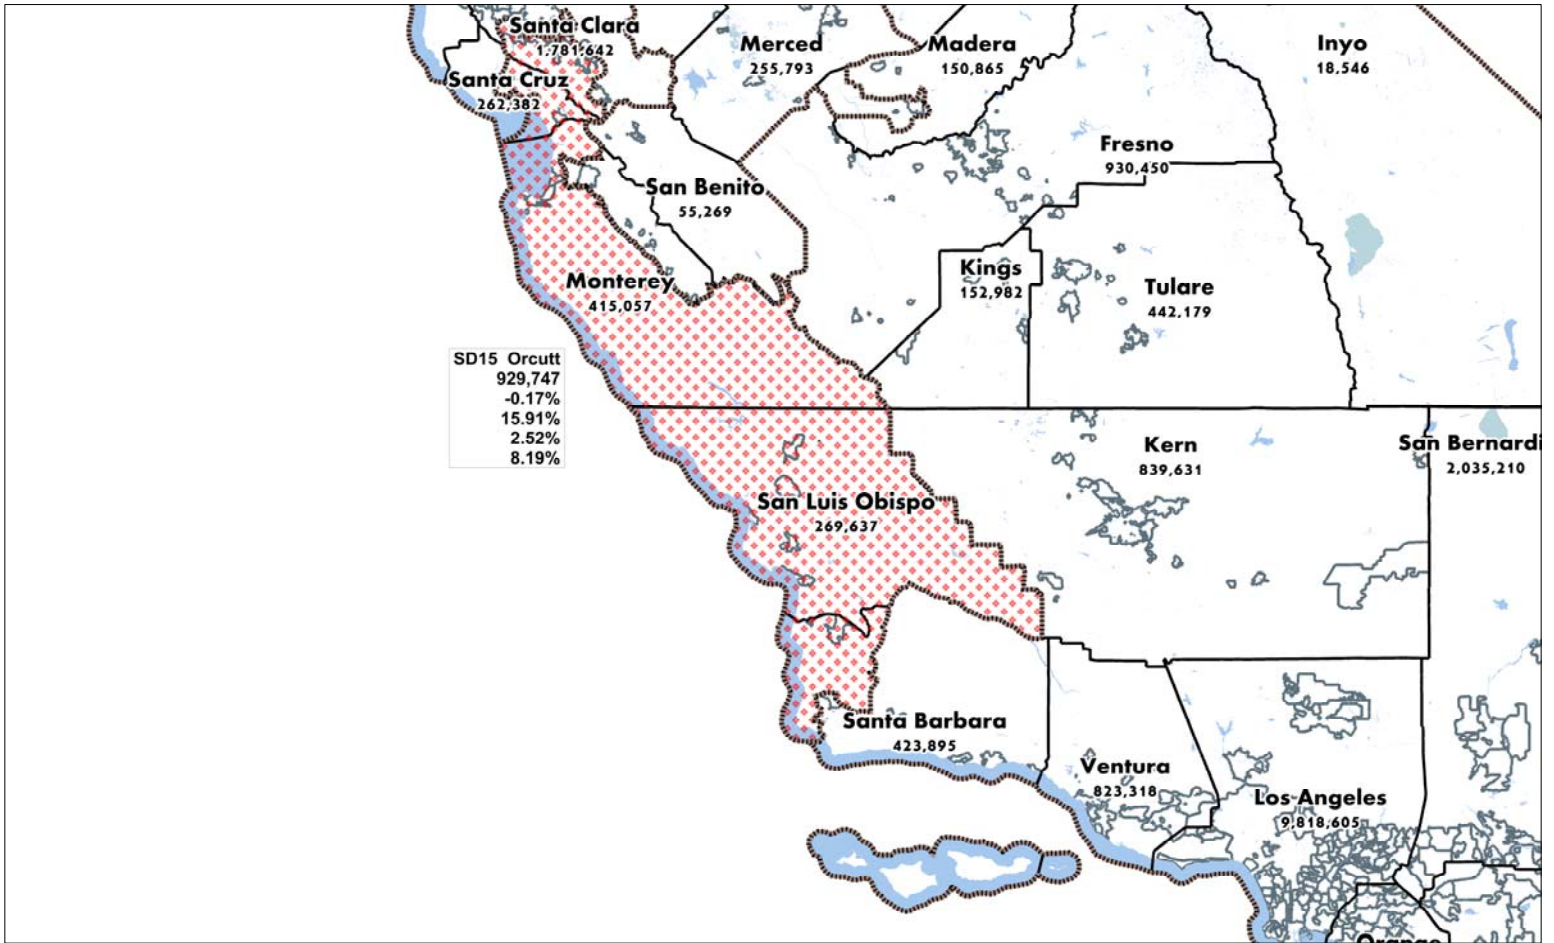 Santa Clara
1,781,642
Merced
255,793
Madera
150,865
Inyo
18,546
Santa Cruz
262,382
Fresno
930,450
San Benito
55,269
Monterey
415,057
Kings
152,982
Tulare
442,179
SD15 Orcutt
929,747
-0.17%
15.91%
2.52%
8.19%
Kern
839,631
San Bernardi
2,035,210
San Luis Obispo
269,637
Santa Barbara
423,895
Ventura
823,318
Los Angeles
9,818,605
Orange